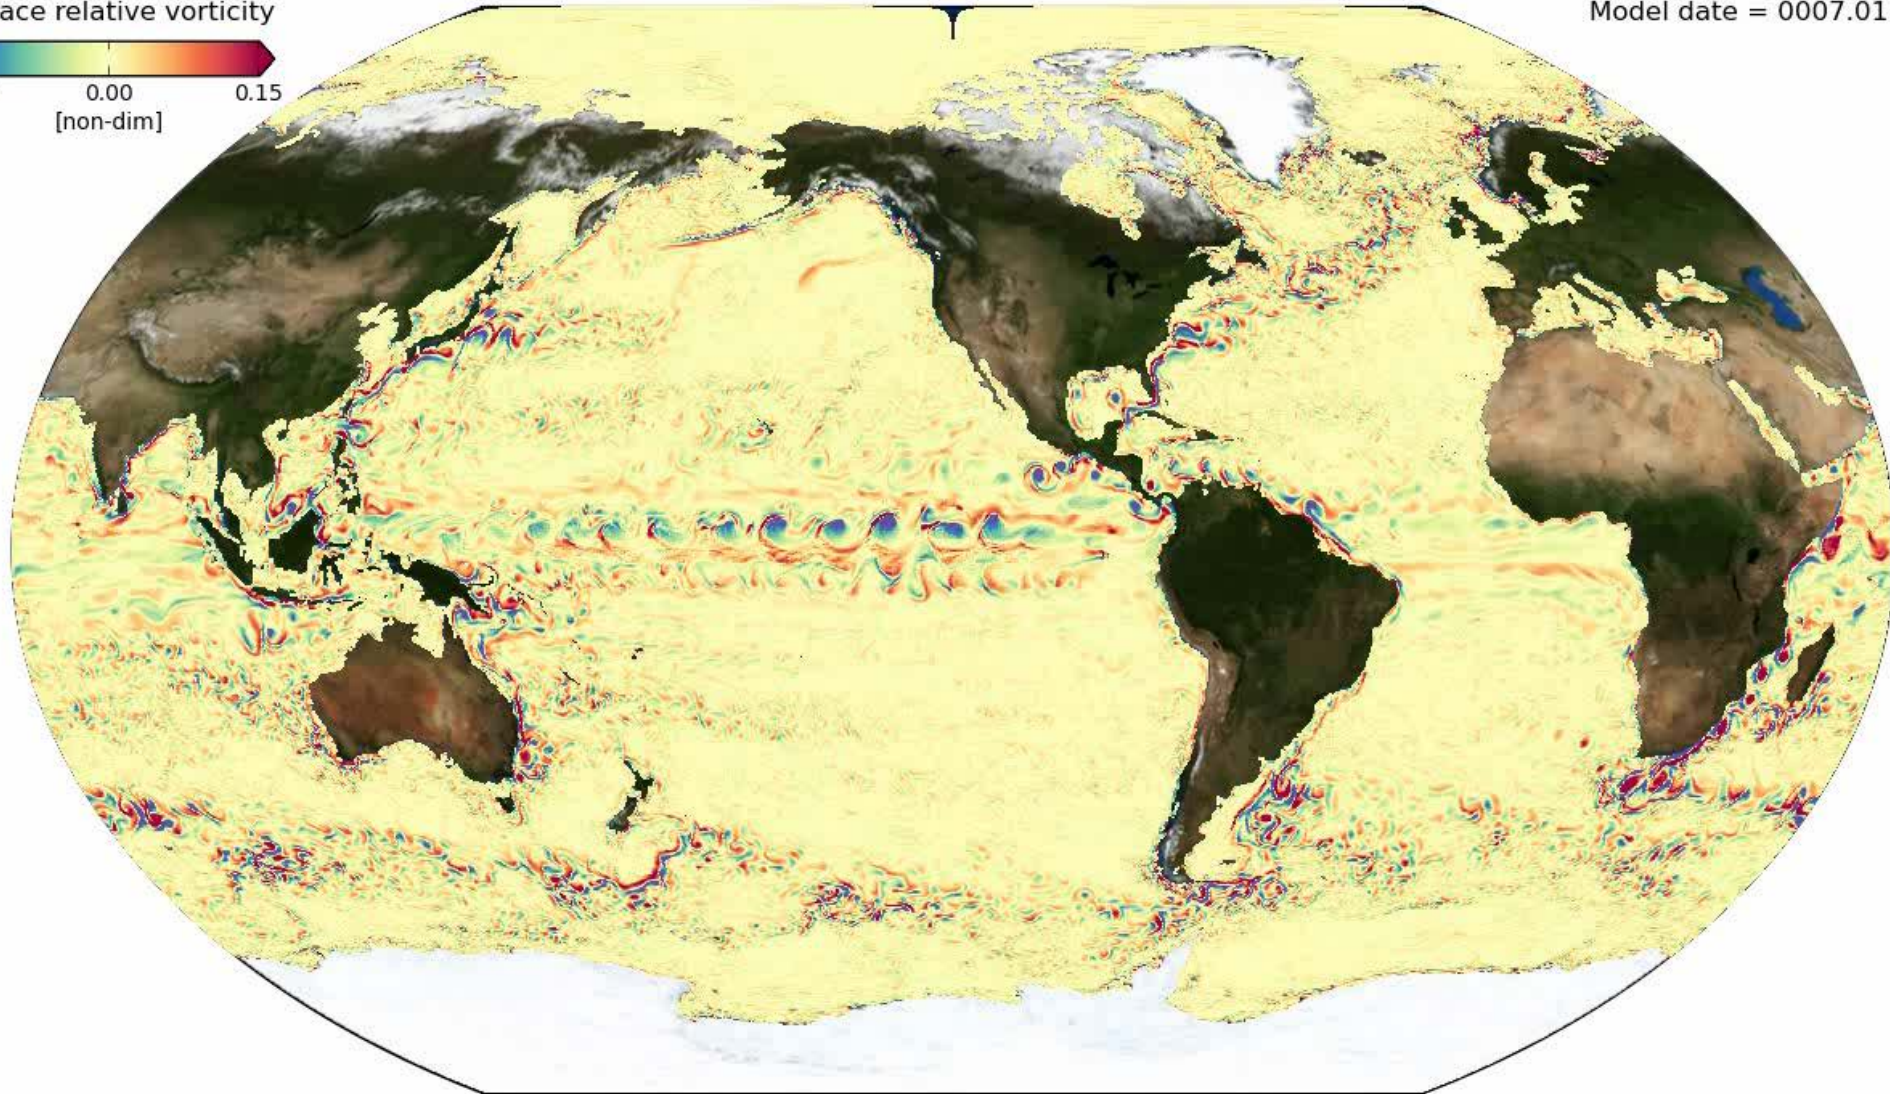 ace relative vorticity
Model date = 0007.01
0.00
0.15
[non-dim]